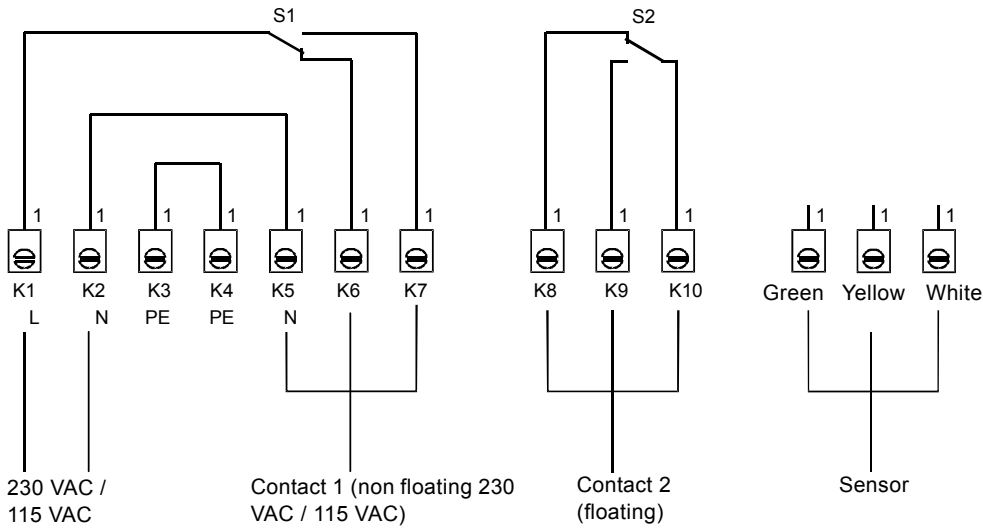 S1 S2
1 1 1 1 1 1 1 1 1 1 1 1 1
K1 K2 K3 K4 K5 K6 K7 K8 K9 K10 Green Yellow White
L N PE PE N
230 VAC /
115 VAC
Contact 1 (non floating 230
VAC / 115 VAC)
Contact 2
(floating)
Sensor